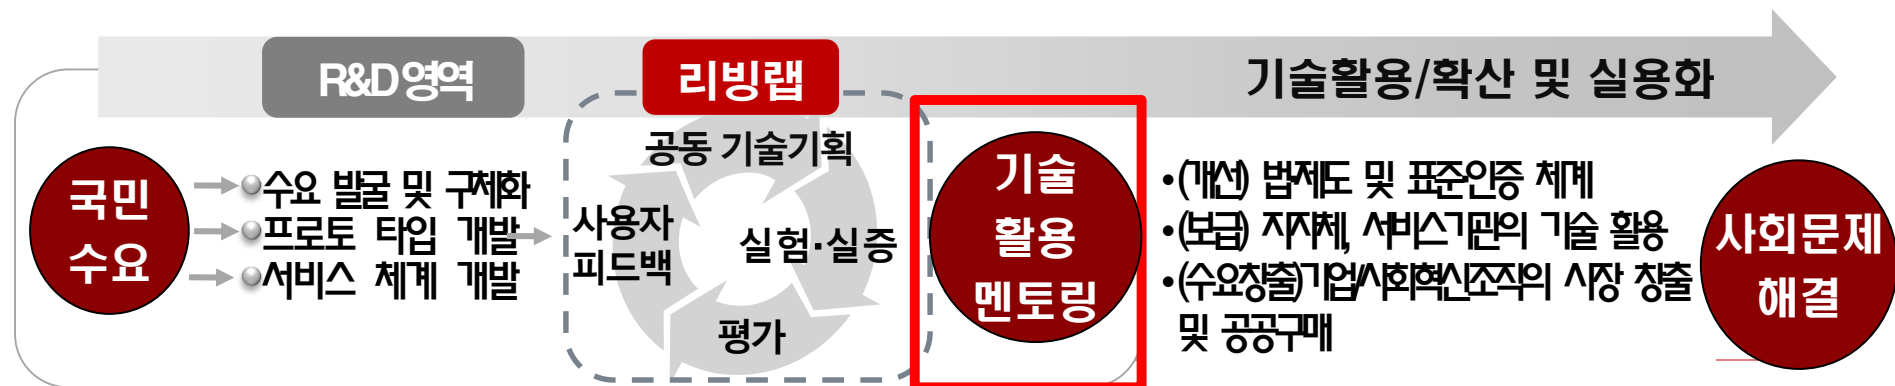 R&D영역
리빙랩
기술활용/확산 및 실용화
국민
수요
수요 발굴 및 구체화
프로토 타입 개발
서비스 체계 개발
공동 기술기획
사용자
피드백
실험·실증
평가
기술
활용
멘토링
•(개선) 법제도 및 표준인증 체계
•(보급) 지자체, 서비스기관의 기술 활용
•(수요창출)기업/사회혁신조직의 시장 창출
및 공공구매
사회문제
해결